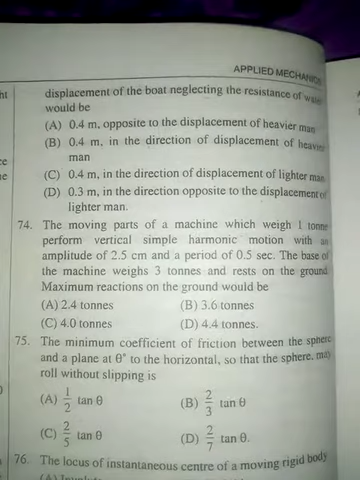 APPLIED MECHANICS
ht
displacement of the boat neglecting the resistance of water
would be
(A) 0.4 m, opposite to the displacement of heavier man
(B) 0.4 m, in the direction of displacement of heavier
man
(C) 0.4 m, in the direction of displacement of lighter man
(D) 0.3 m, in the direction opposite to the displacement of
lighter man.
74. The moving parts of a machine which weigh 1 tonne
perform vertical simple harmonic motion with an
amplitude of 2.5 cm and a period of 0.5 sec. The base of
the machine weighs 3 tonnes and rests on the ground
Maximum reactions on the ground would be
(A) 2.4 tonnes (B) 3.6 tonnes
(C) 4.0 tonnes (D) 4.4 tonnes.
75. The minimum coefficient of friction between the sphere
and a plane at θ° to the horizontal, so that the sphere, may
roll without slipping is
(A) 1/2 tan θ (B) 2/3 tan θ
(C) 2/5 tan θ (D) 2/7 tan θ.
76. The locus of instantaneous centre of a moving rigid body